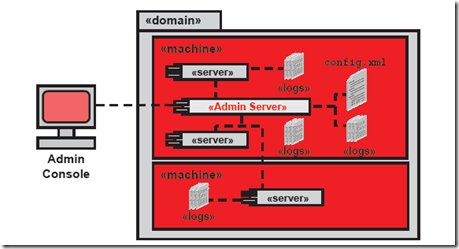 «domain»
«machine»
config.xml
«server»
«logs»
«Admin Server»
«server»
«logs»
«logs»
Admin
Console
«machine»
«logs»
«server»